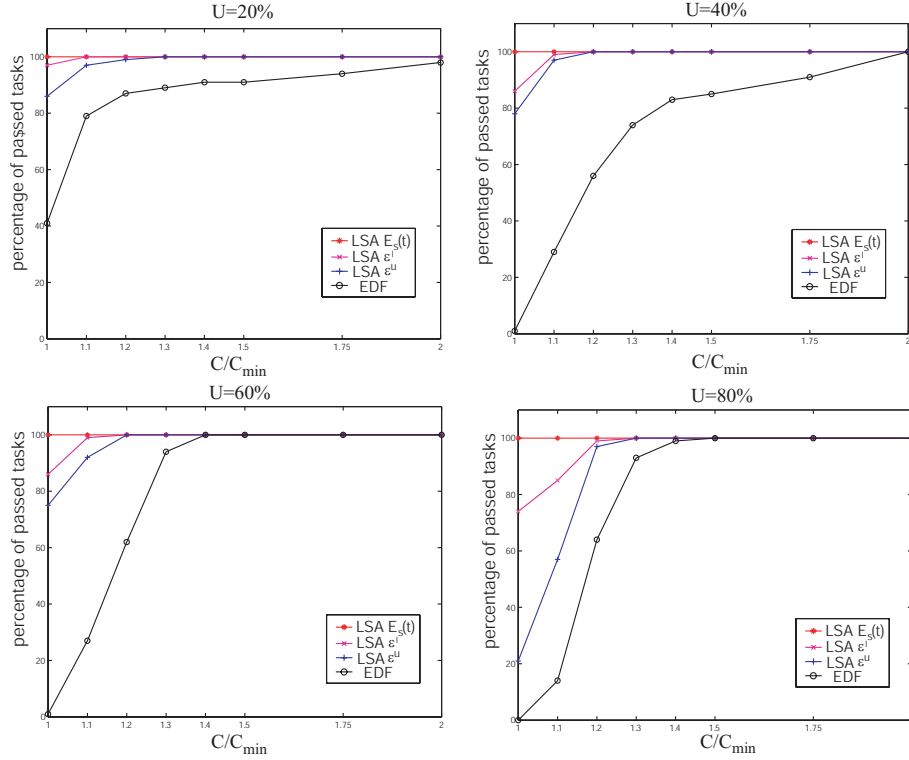 U=20%
percentage of passed tasks
100
80
60
40
20
0
1
1.1
1.2
1.3
1.4
1.5
1.75
2
C/Cmin
LSA Es(t)
LSA εl
LSA εu
EDF
U=40%
percentage of passed tasks
100
80
60
40
20
0
1
1.1
1.2
1.3
1.4
1.5
1.75
2
C/Cmin
LSA Es(t)
LSA εl
LSA εu
EDF
U=60%
percentage of passed tasks
100
80
60
40
20
0
1
1.1
1.2
1.3
1.4
1.5
1.75
2
C/Cmin
LSA Es(t)
LSA εl
LSA εu
EDF
U=80%
percentage of passed tasks
100
80
60
40
20
0
1
1.1
1.2
1.3
1.4
1.5
1.75
C/Cmin
LSA Es(t)
LSA εl
LSA εu
EDF